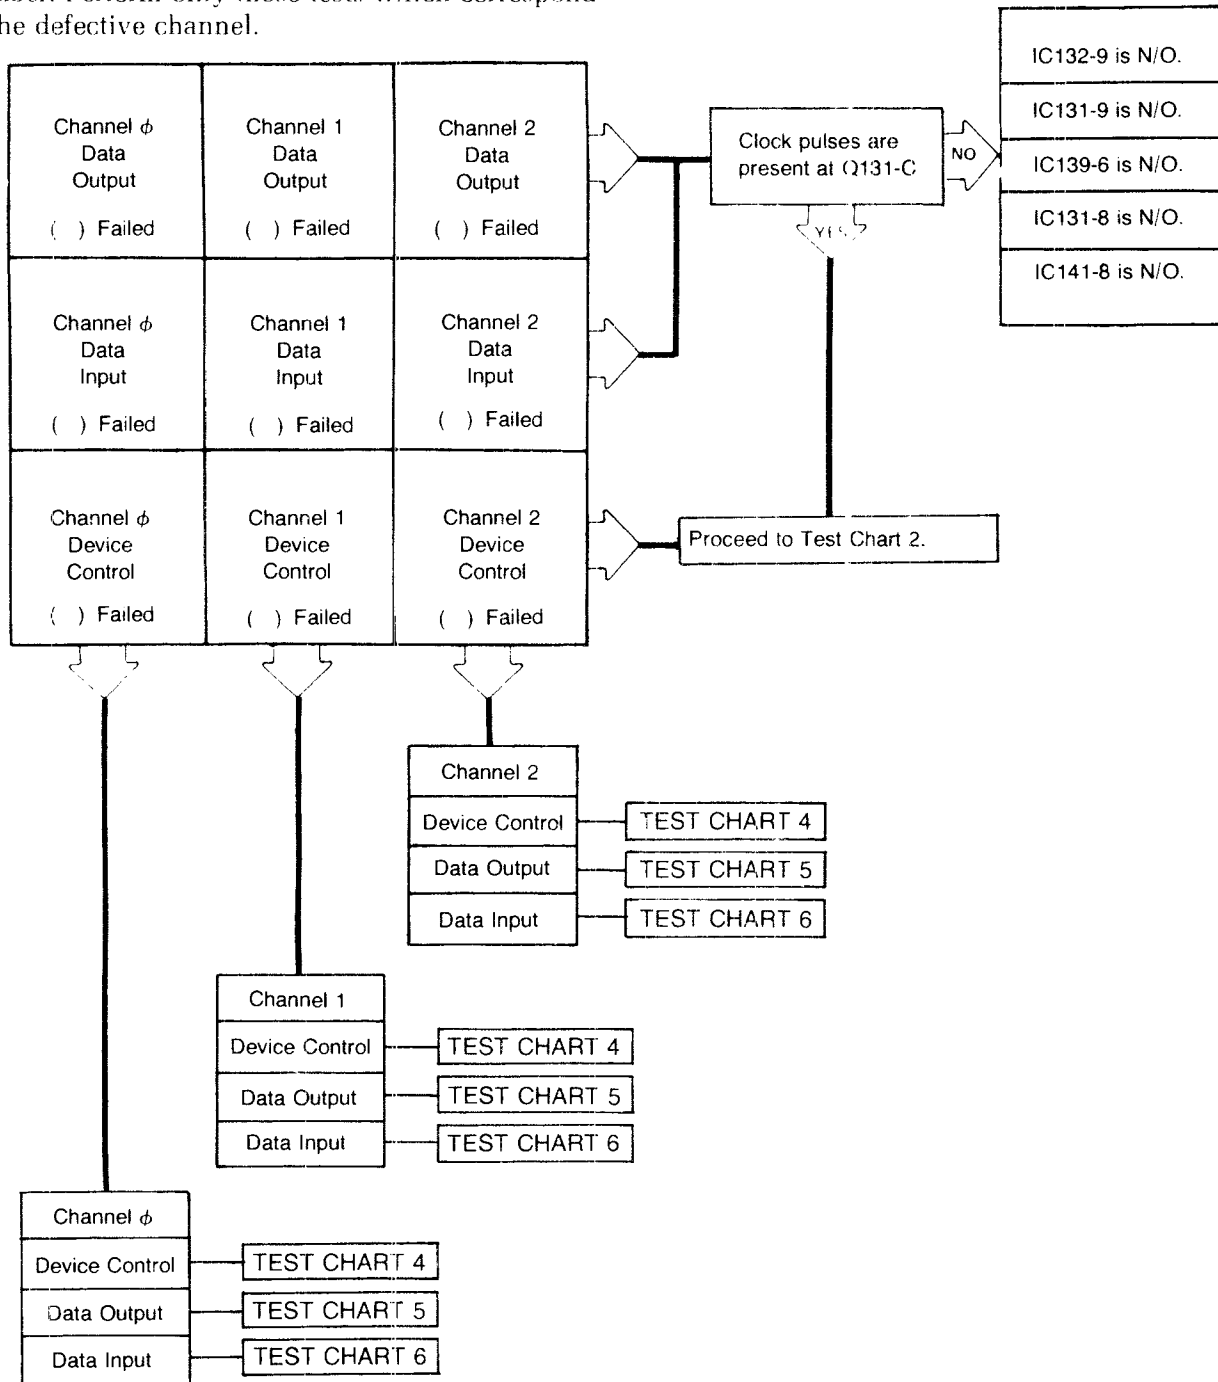 he defective channel.
Channel ϕ
Data
Output
( ) Failed
Channel 1
Data
Output
( ) Failed
Channel 2
Data
Output
( ) Failed
Clock pulses are
present at Q131-C
NO
YES
IC132-9 is N/O.
IC131-9 is N/O.
IC139-6 is N/O.
IC131-8 is N/O.
IC141-8 is N/O.
Channel ϕ
Data
Input
( ) Failed
Channel 1
Data
Input
( ) Failed
Channel 2
Data
Input
( ) Failed
Channel ϕ
Device
Control
( ) Failed
Channel 1
Device
Control
( ) Failed
Channel 2
Device
Control
( ) Failed
Proceed to Test Chart 2.
Channel 2
Device Control
TEST CHART 4
Data Output
TEST CHART 5
Data Input
TEST CHART 6
Channel 1
Device Control
TEST CHART 4
Data Output
TEST CHART 5
Data Input
TEST CHART 6
Channel ϕ
Device Control
TEST CHART 4
Data Output
TEST CHART 5
Data Input
TEST CHART 6